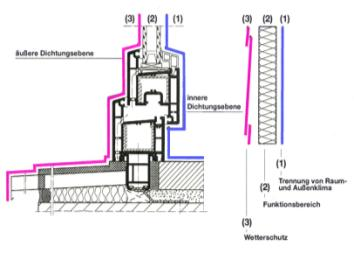 (3) (2) (1)
(3) (2) (1)
äußere Dichtungsebene
innere
Dichtungsebene
(1)
Trennung von Raum-
und Außenklima
(2)
Funktionsbereich
(3)
Wetterschutz